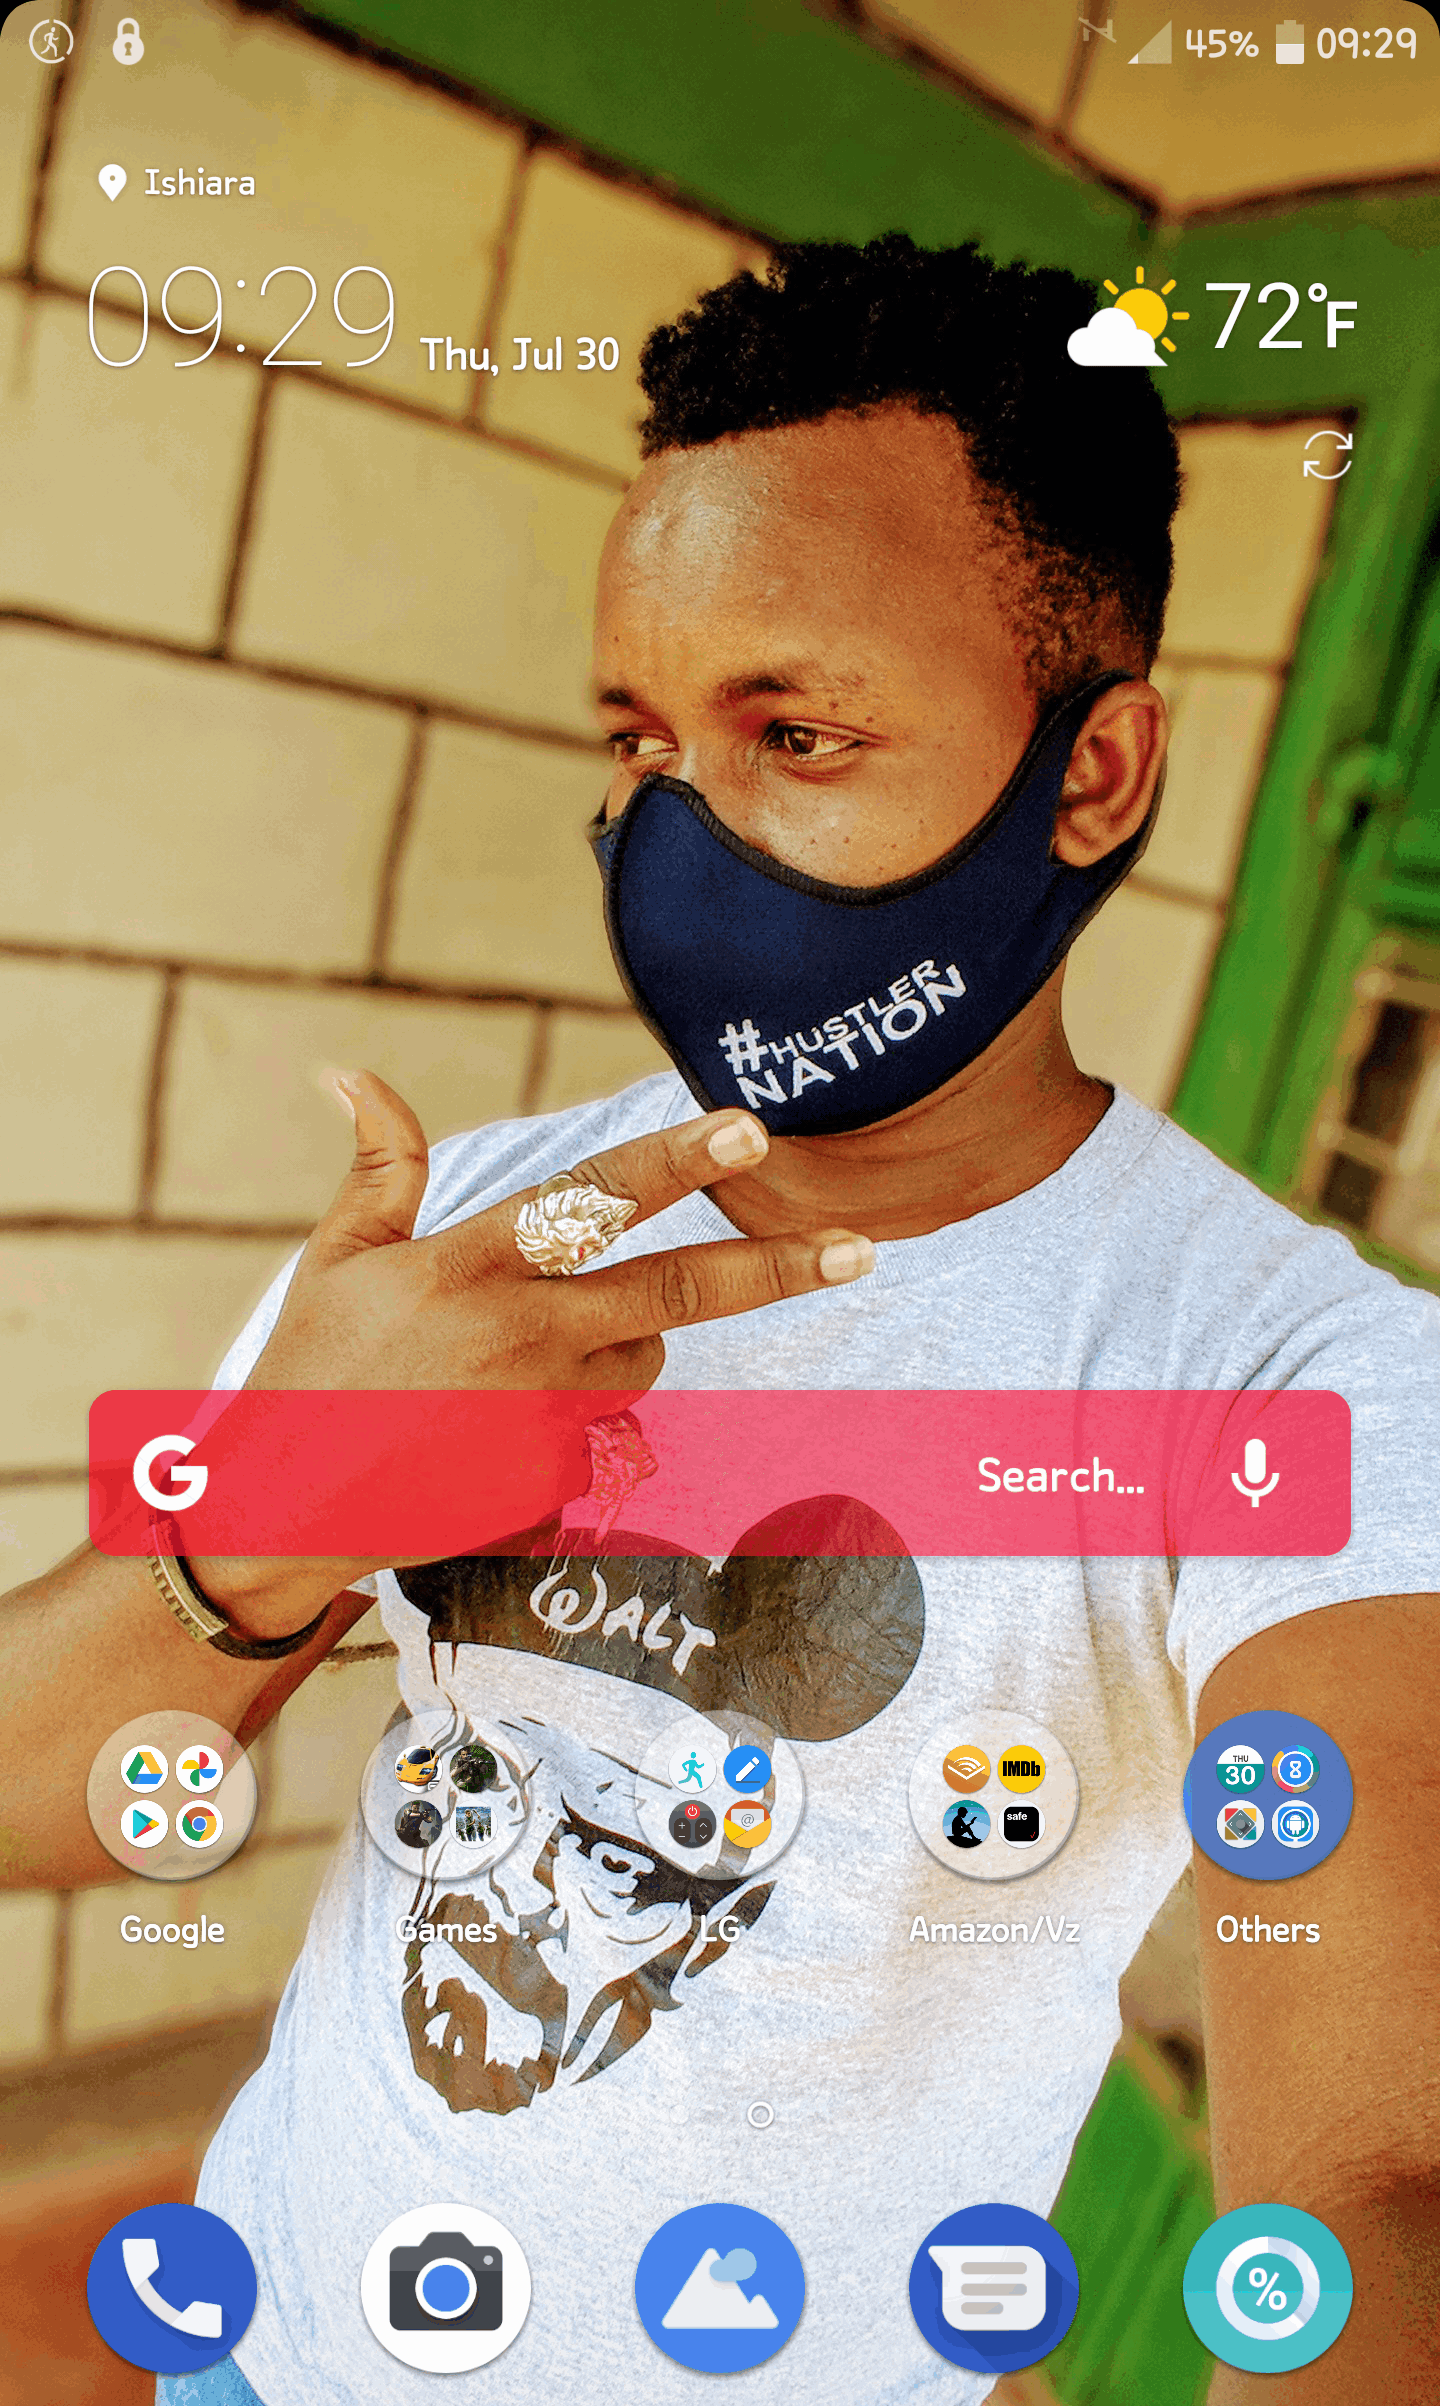 45% 09:29
Ishiara
09:29 Thu, Jul 30
72°F
#HUSTLER
NATION
G Search...
WALT
IMDb
THU
30
8
@
safe
Google Games LG Amazon/Vz Others
%